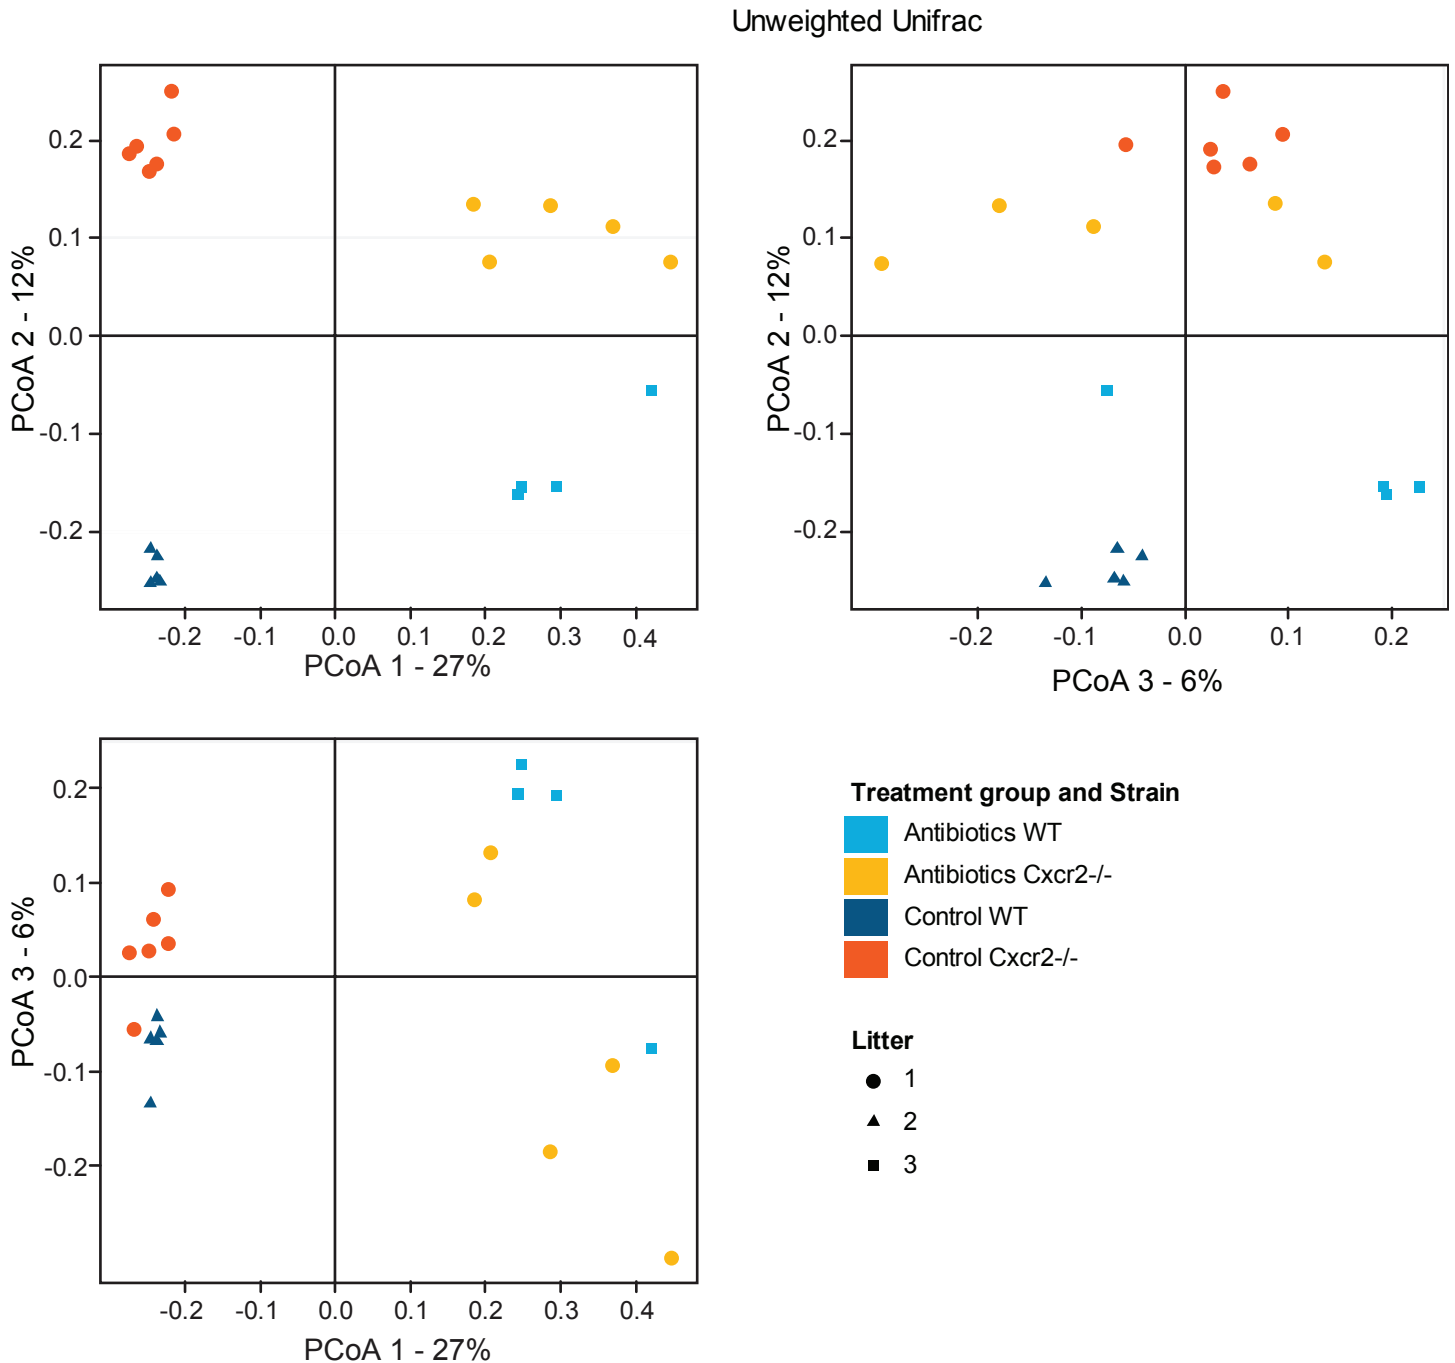 Unweighted Unifrac
0.2
0.1
0.0
-0.1
-0.2
PCoA 2 - 12%
-0.2 -0.1 0.0 0.1 0.2 0.3 0.4
PCoA 1 - 27%
0.2
0.1
0.0
-0.1
-0.2
PCoA 2 - 12%
-0.2 -0.1 0.0 0.1 0.2
PCoA 3 - 6%
0.2
0.1
0.0
-0.1
-0.2
PCoA 3 - 6%
-0.2 -0.1 0.0 0.1 0.2 0.3 0.4
PCoA 1 - 27%
Treatment group and Strain
Antibiotics WT
Antibiotics Cxcr2-/-
Control WT
Control Cxcr2-/-
Litter
1
2
3